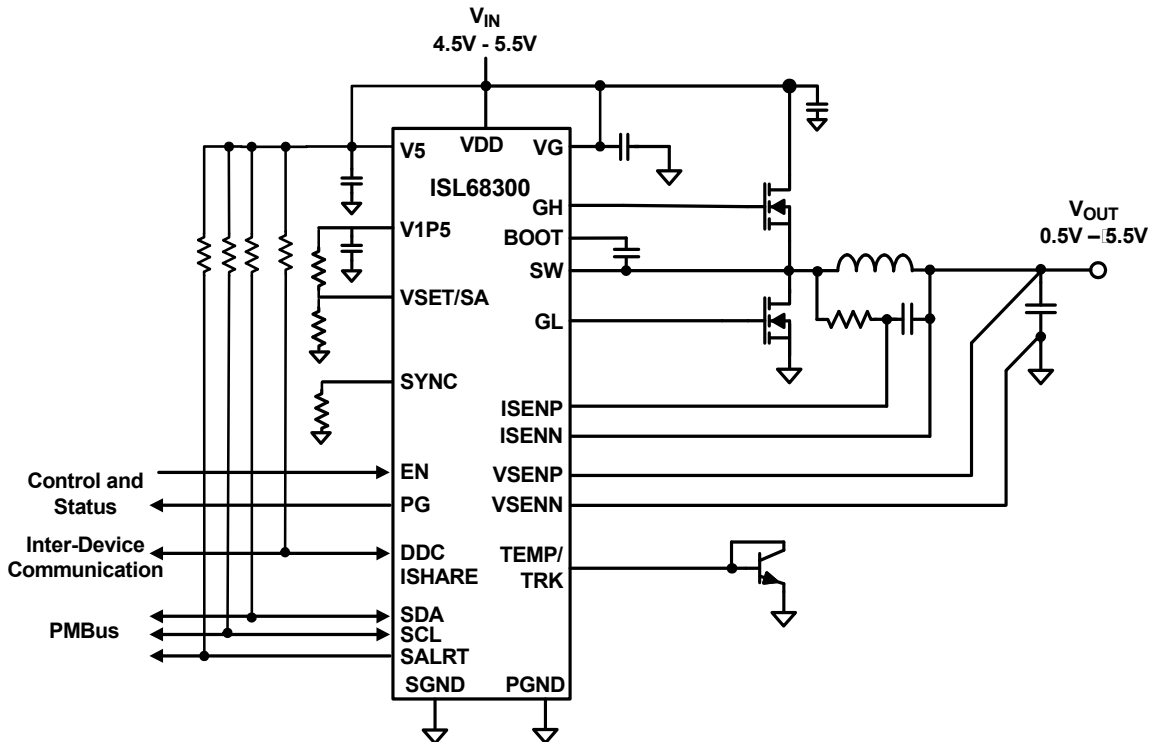 VIN
4.5V - 5.5V
V5
VDD
VG
ISL68300
GH
V1P5
BOOT
SW
VSET/SA
GL
VOUT
0.5V – 5.5V
SYNC
ISENP
ISENN
EN
VSENP
Control and
Status
PG
VSENN
Inter-Device
Communication
DDC
ISHARE
TEMP/
TRK
PMBus
SDA
SCL
SALRT
SGND
PGND